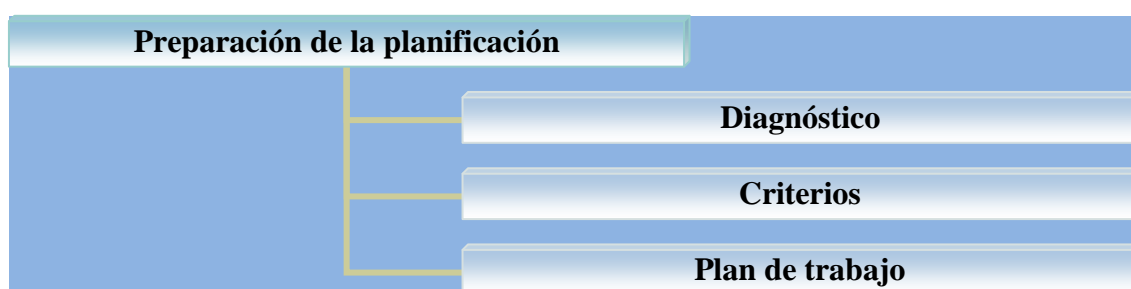 Preparación de la planificación
Diagnóstico
Criterios
Plan de trabajo